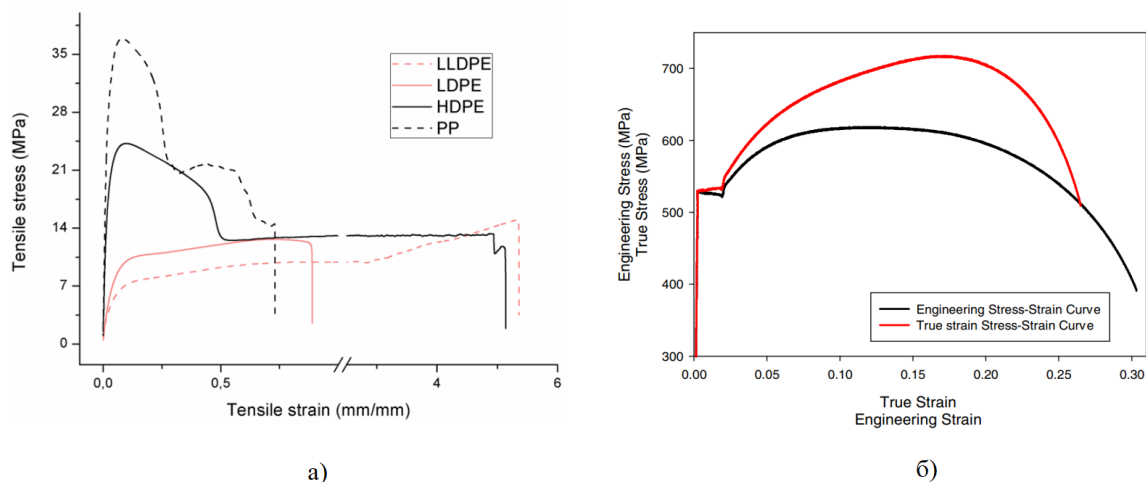 35
28
21
14
7
0
Tensile stress (MPa)
LLDPE
LDPE
HDPE
PP
0,0
0,5
4
6
Tensile strain (mm/mm)
а)
700
600
500
400
300
Engineering Stress (MPa)
True Stress (MPa)
Engineering Stress-Strain Curve
True strain Stress-Strain Curve
0.00
0.05
0.10
0.15
0.20
0.25
0.30
True Strain
Engineering Strain
б)